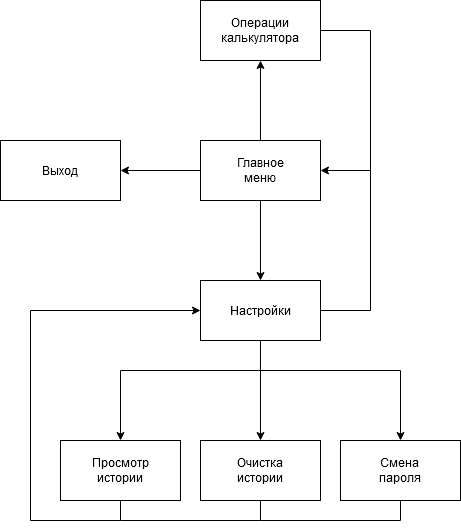 Операции
калькулятора
Выход
Главное
меню
Настройки
Просмотр
истории
Очистка
истории
Смена
пароля